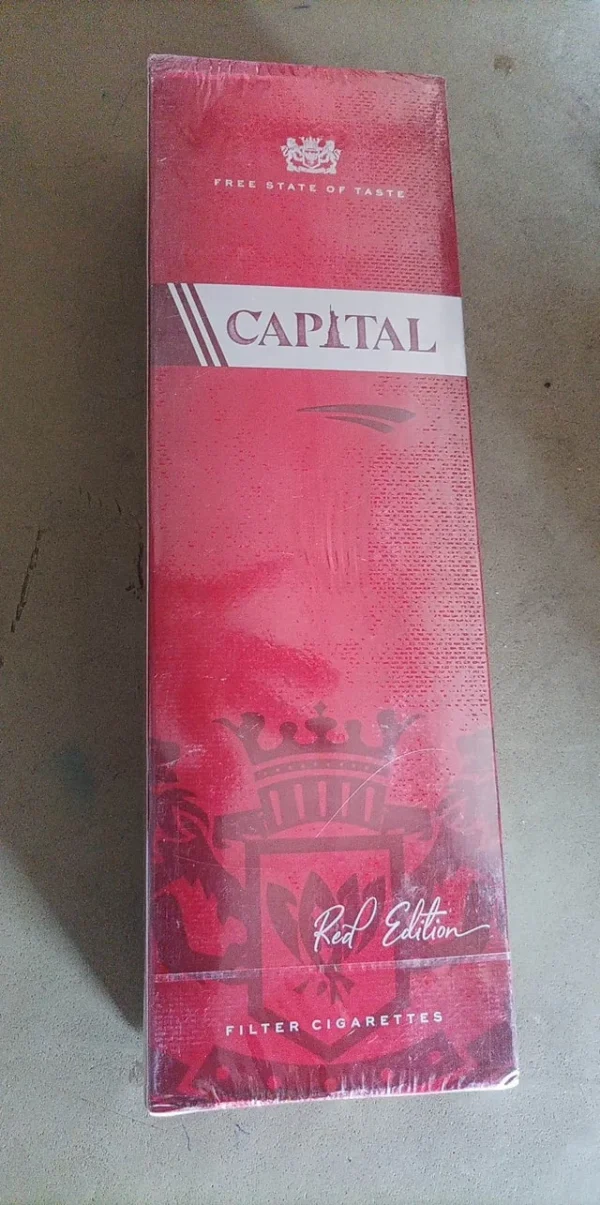 FREE STATE OF TASTE
CAPITAL
Red Edition
FILTER CIGARETTES